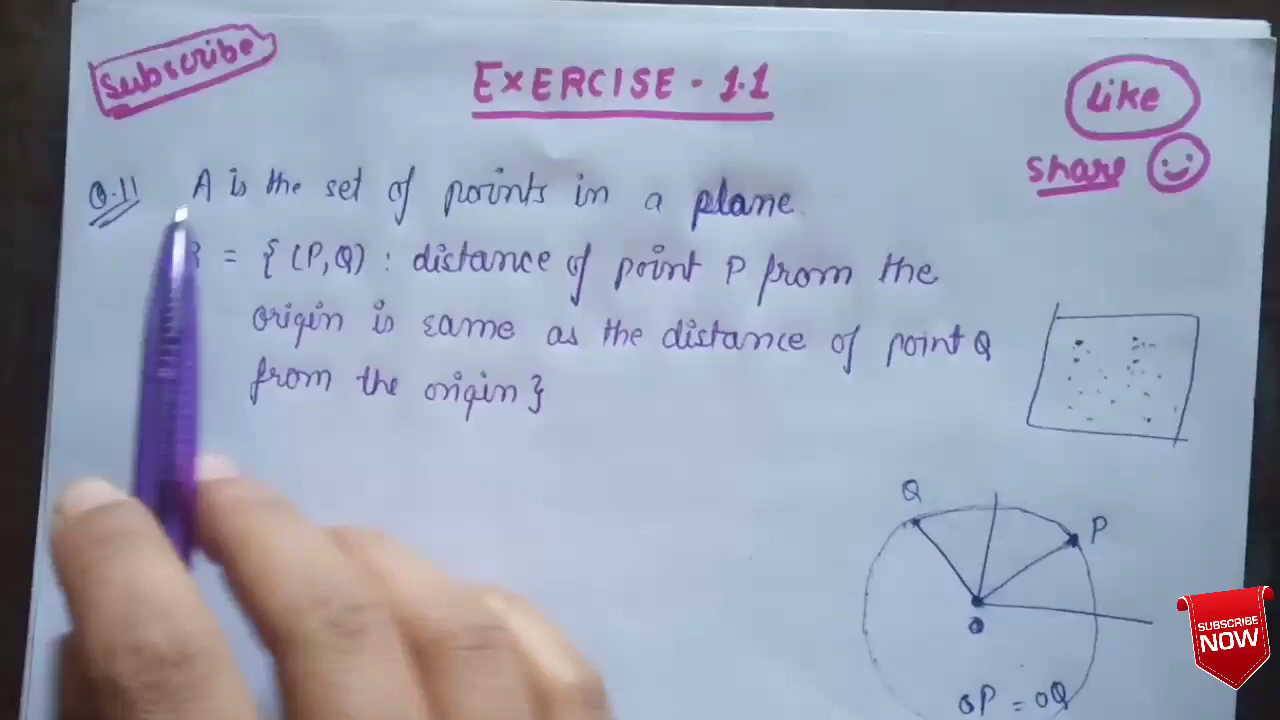 Subscribe
EXERCISE - 1.1
Like
share
Q.11 A is the set of points in a plane.
= { (P,Q) : distance of point P from the
origin is same as the distance of point Q
from the origin }
Q
P
O
OP = OQ
SUBSCRIBE
NOW